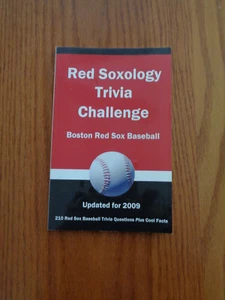 Red Soxology
Trivia
Challenge
Boston Red Sox Baseball
Updated for 2009
210 Red Sox Baseball Trivia Questions Plus Cool Facts